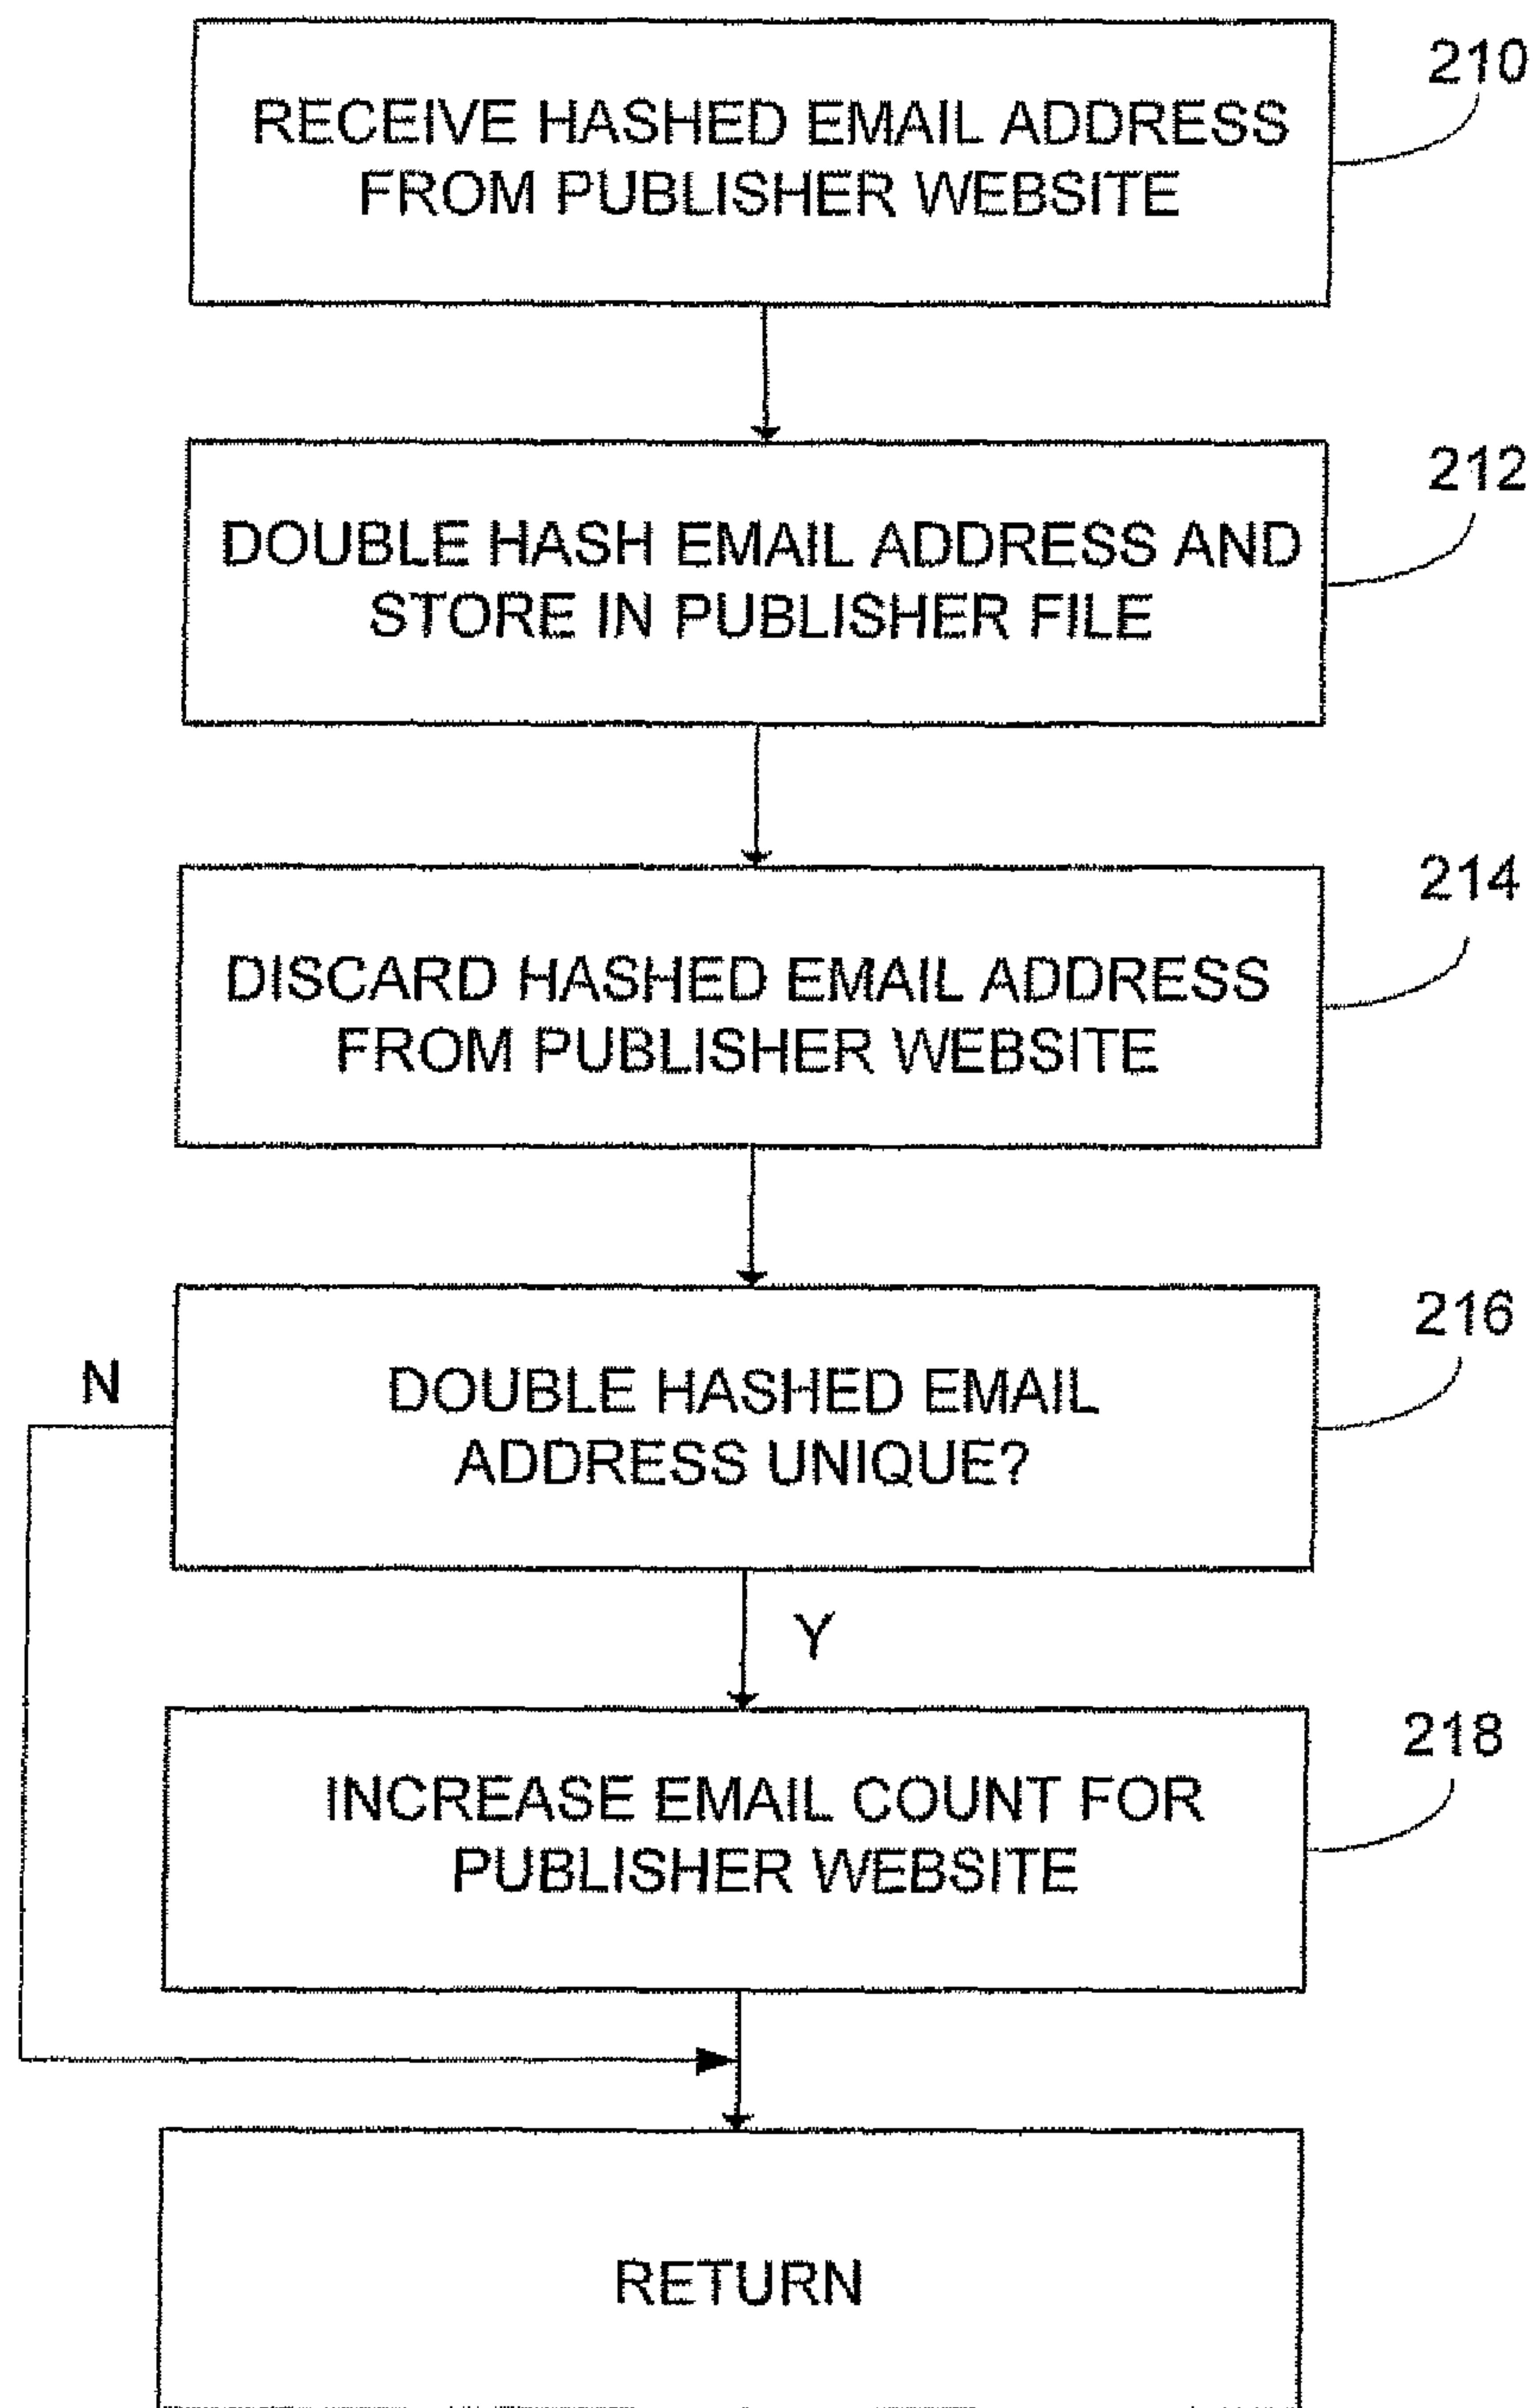 210
RECEIVE HASHED EMAIL ADDRESS
FROM PUBLISHER WEBSITE
212
DOUBLE HASH EMAIL ADDRESS AND
STORE IN PUBLISHER FILE
214
DISCARD HASHED EMAIL ADDRESS
FROM PUBLISHER WEBSITE
216
N
DOUBLE HASHED EMAIL
ADDRESS UNIQUE?
Y
218
INCREASE EMAIL COUNT FOR
PUBLISHER WEBSITE
RETURN